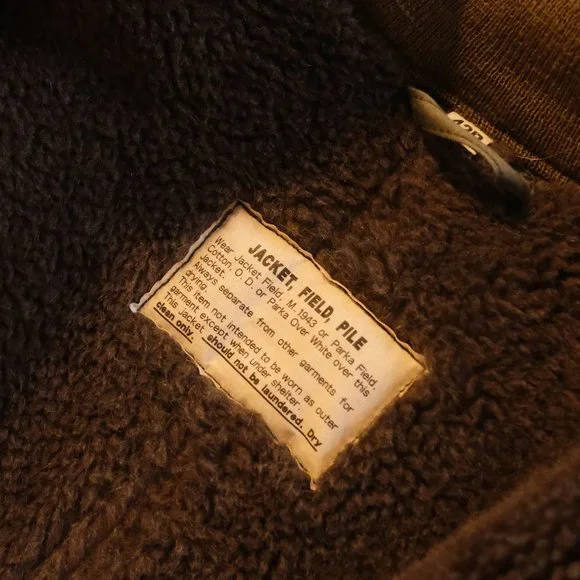 42R
JACKET, FIELD, PILE
Wear Jacket Field, M 1943 or Parka Field,
Cotton, O. D. or Parka Over White over this
Jacket.
Always separate from other garments for
drying.
This item not intended to be worn as outer
garment except when under shelter.
This jacket should not be laundered. Dry
clean only.